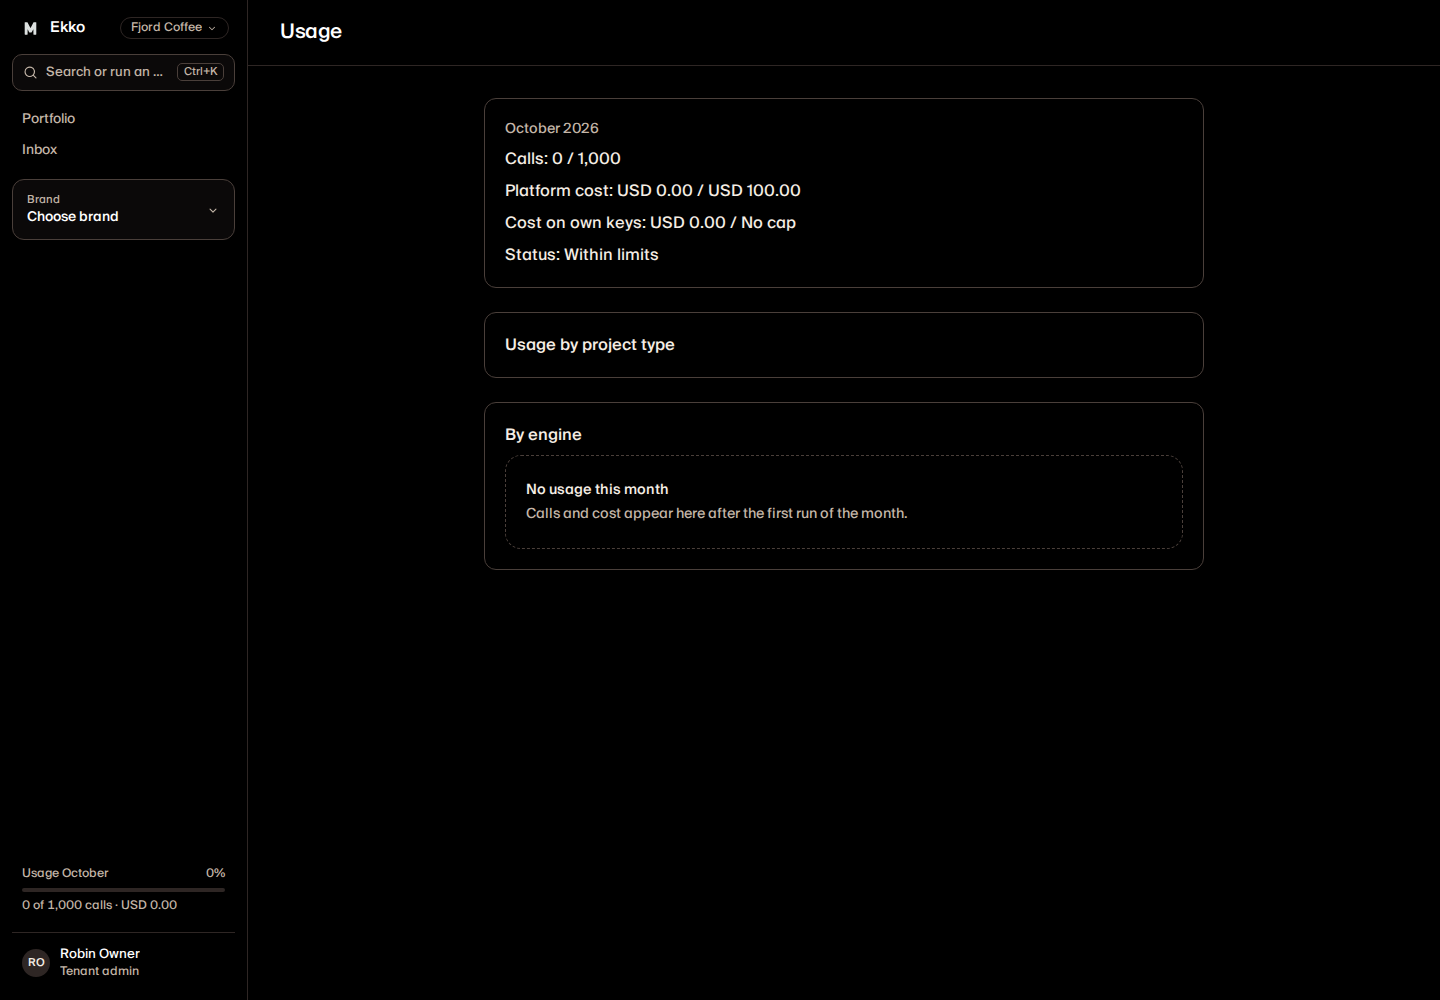 Ekko
Fjord Coffee
Search or run an ...
Ctrl+K
Portfolio
Inbox
Brand
Choose brand
Usage October
0%
0 of 1,000 calls · USD 0.00
RO
Robin Owner
Tenant admin
Usage
October 2026
Calls: 0 / 1,000
Platform cost: USD 0.00 / USD 100.00
Cost on own keys: USD 0.00 / No cap
Status: Within limits
Usage by project type
By engine
No usage this month
Calls and cost appear here after the first run of the month.